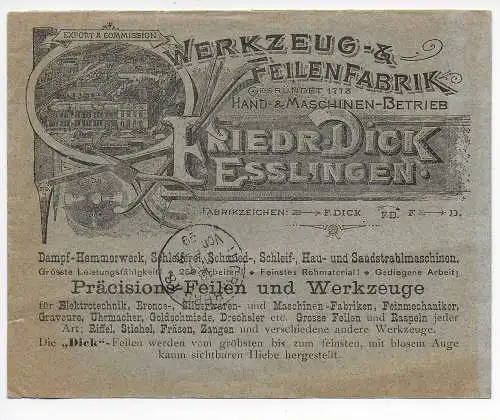 EXPORT & COMMISSION
WERKZEUG- &
FEILENFABRIK
GEGRÜNDET 1778
HAND- & MASCHINEN-BETRIEB
FRIEDR. DICK
ESSLINGEN.
FABRIKZEICHEN: F. DICK F.D. F. D.
Dampf-Hammerwerk, Schleiferei, Schmied-, Schleif-, Hau- und Sandstrahlmaschinen.
Grösste Leistungsfähigkeit! 250 Arbeiter! Feinstes Rohmaterial! Gediegene Arbeit!
Präcisions-Feilen und Werkzeuge
für Elektrotechnik, Bronce-, Silberwaren- und Maschinen-Fabriken, Feinmechaniker,
Graveure, Uhrmacher, Goldschmiede, Drechsler etc. Grosse Feilen und Raspeln jeder
Art; Riffel, Stichel, Fräsen, Zangen und verschiedene andere Werkzeuge.
Die „Dick"-Feilen werden vom gröbsten bis zum feinsten, mit blosem Auge
kaum sichtbaren Hiebe hergestellt.